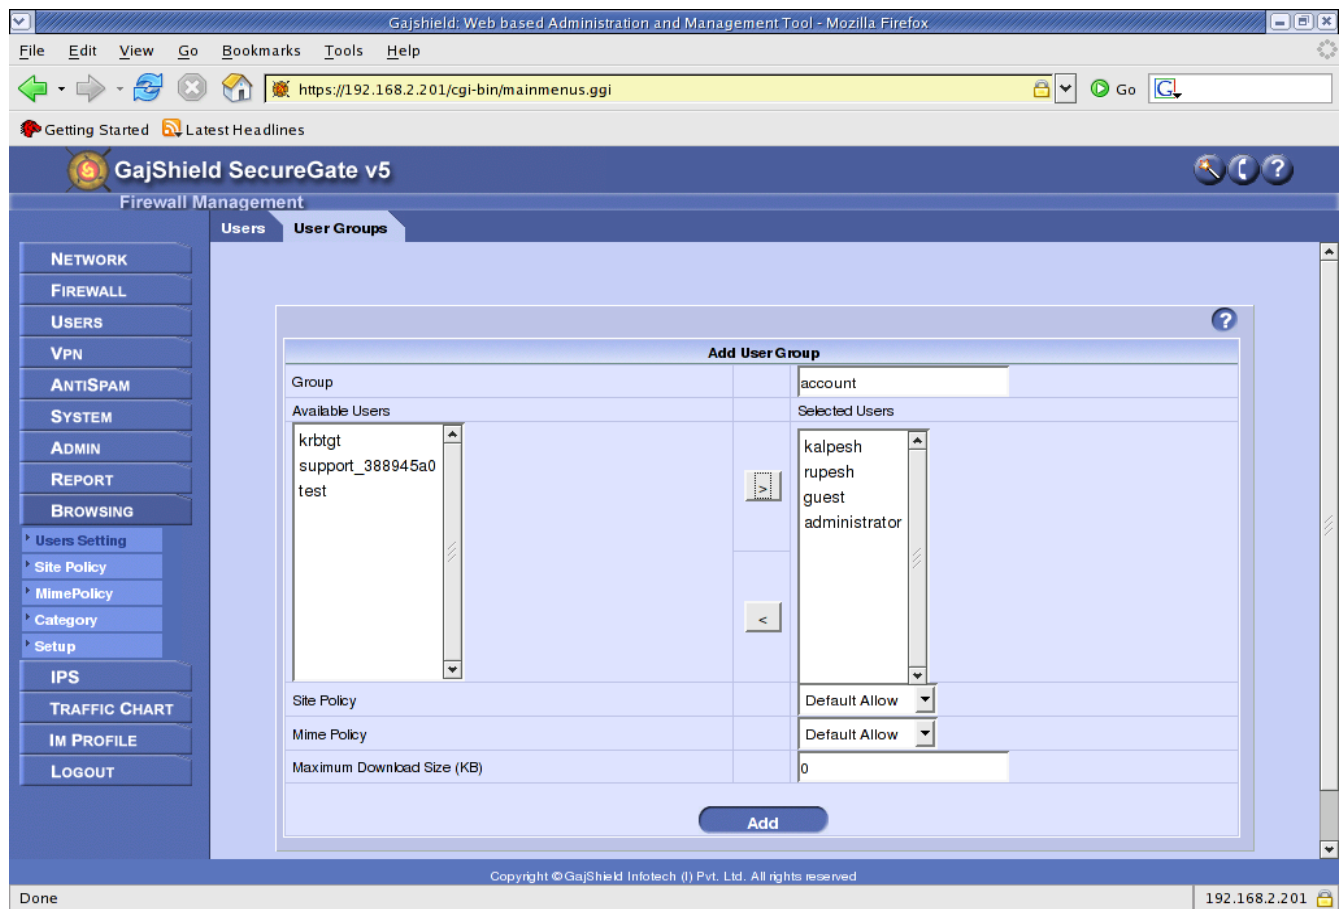 Gajshield: Web based Administration and Management Tool - Mozilla Firefox
File Edit View Go Bookmarks Tools Help
https://192.168.2.201/cgi-bin/mainmenus.ggi
Go
G
Getting Started Latest Headlines
GajShield SecureGate v5
?
Firewall Management
Users User Groups
NETWORK
FIREWALL
USERS
VPN
ANTISPAM
SYSTEM
ADMIN
REPORT
BROWSING
Users Setting
Site Policy
MimePolicy
Category
Setup
IPS
TRAFFIC CHART
IM PROFILE
LOGOUT
?
Add User Group
Group account
Available Users Selected Users
krbtgt
support_388945a0
test
>
<
kalpesh
rupesh
guest
administrator
Site Policy Default Allow
Mime Policy Default Allow
Maximum Download Size (KB) 0
Add
Copyright © GajShield Infotech (I) Pvt. Ltd. All rights reserved
Done 192.168.2.201